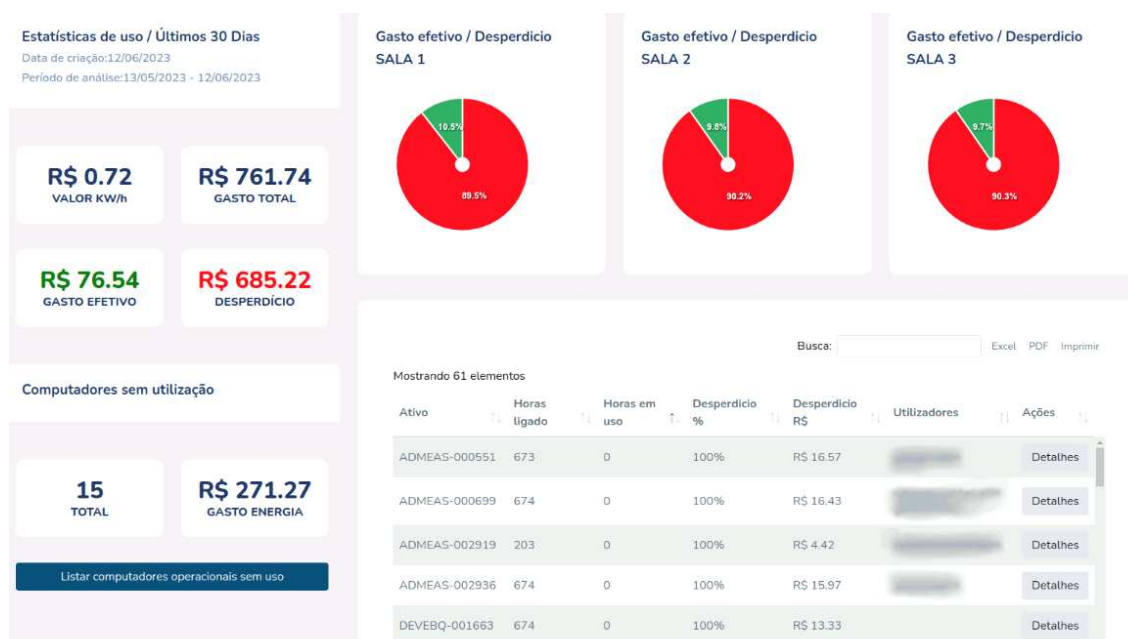 Estatísticas de uso / Últimos 30 Dias
Data de criação:12/06/2023
Período de análise:13/05/2023 - 12/06/2023
R$ 0.72
VALOR KW/h
R$ 761.74
GASTO TOTAL
R$ 76.54
GASTO EFETIVO
R$ 685.22
DESPERDÍCIO
Computadores sem utilização
15
TOTAL
R$ 271.27
GASTO ENERGIA
Listar computadores operacionais sem uso
Gasto efetivo / Desperdicio
SALA 1
10.5%
89.5%
Gasto efetivo / Desperdicio
SALA 2
9.8%
90.2%
Gasto efetivo / Desperdicio
SALA 3
9.7%
90.3%
Busca:
Excel PDF Imprimir
Mostrando 61 elementos
Ativo Horas ligado Horas em uso Desperdicio % Desperdicio R$ Utilizadores Ações
ADMEAS-000551 673 0 100% R$ 16.57 Detalhes
ADMEAS-000699 674 0 100% R$ 16.43 Detalhes
ADMEAS-002919 203 0 100% R$ 4.42 Detalhes
ADMEAS-002936 674 0 100% R$ 15.97 Detalhes
DEVEBQ-001663 674 0 100% R$ 13.33 Detalhes